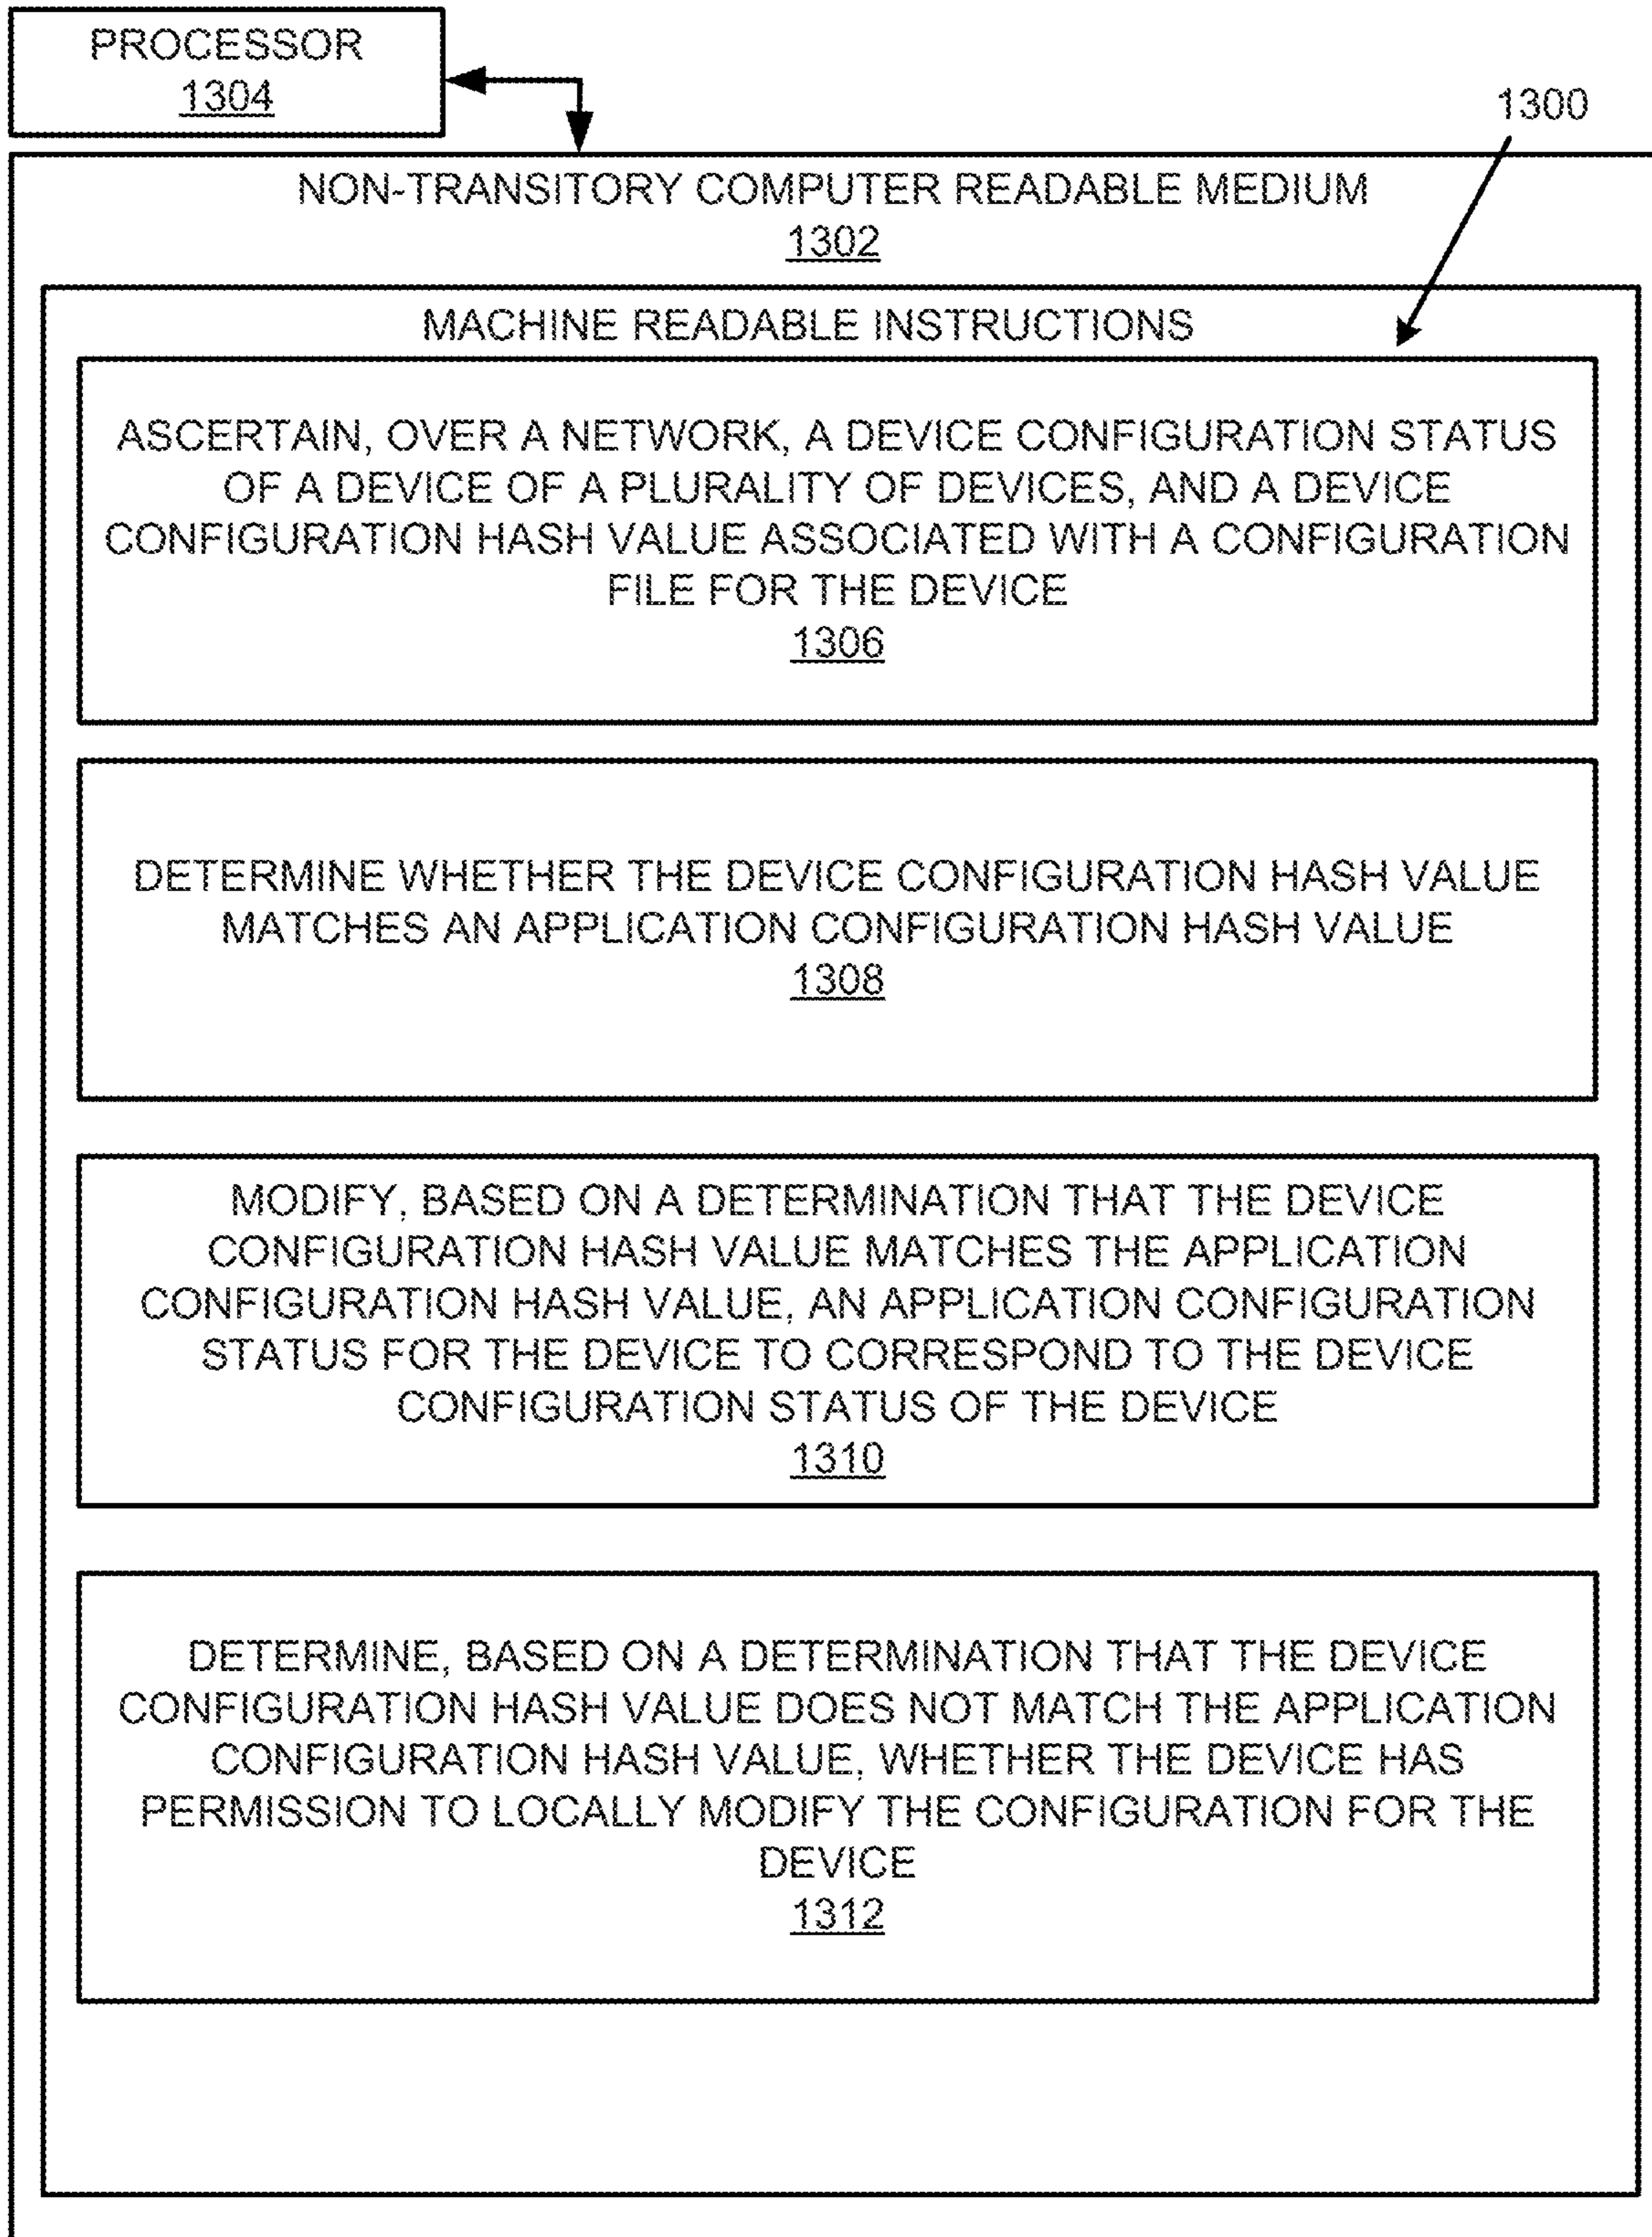 PROCESSOR
1304
1300
NON-TRANSITORY COMPUTER READABLE MEDIUM
1302
MACHINE READABLE INSTRUCTIONS
ASCERTAIN, OVER A NETWORK, A DEVICE CONFIGURATION STATUS
OF A DEVICE OF A PLURALITY OF DEVICES, AND A DEVICE
CONFIGURATION HASH VALUE ASSOCIATED WITH A CONFIGURATION
FILE FOR THE DEVICE
1306
DETERMINE WHETHER THE DEVICE CONFIGURATION HASH VALUE
MATCHES AN APPLICATION CONFIGURATION HASH VALUE
1308
MODIFY, BASED ON A DETERMINATION THAT THE DEVICE
CONFIGURATION HASH VALUE MATCHES THE APPLICATION
CONFIGURATION HASH VALUE, AN APPLICATION CONFIGURATION
STATUS FOR THE DEVICE TO CORRESPOND TO THE DEVICE
CONFIGURATION STATUS OF THE DEVICE
1310
DETERMINE, BASED ON A DETERMINATION THAT THE DEVICE
CONFIGURATION HASH VALUE DOES NOT MATCH THE APPLICATION
CONFIGURATION HASH VALUE, WHETHER THE DEVICE HAS
PERMISSION TO LOCALLY MODIFY THE CONFIGURATION FOR THE
DEVICE
1312